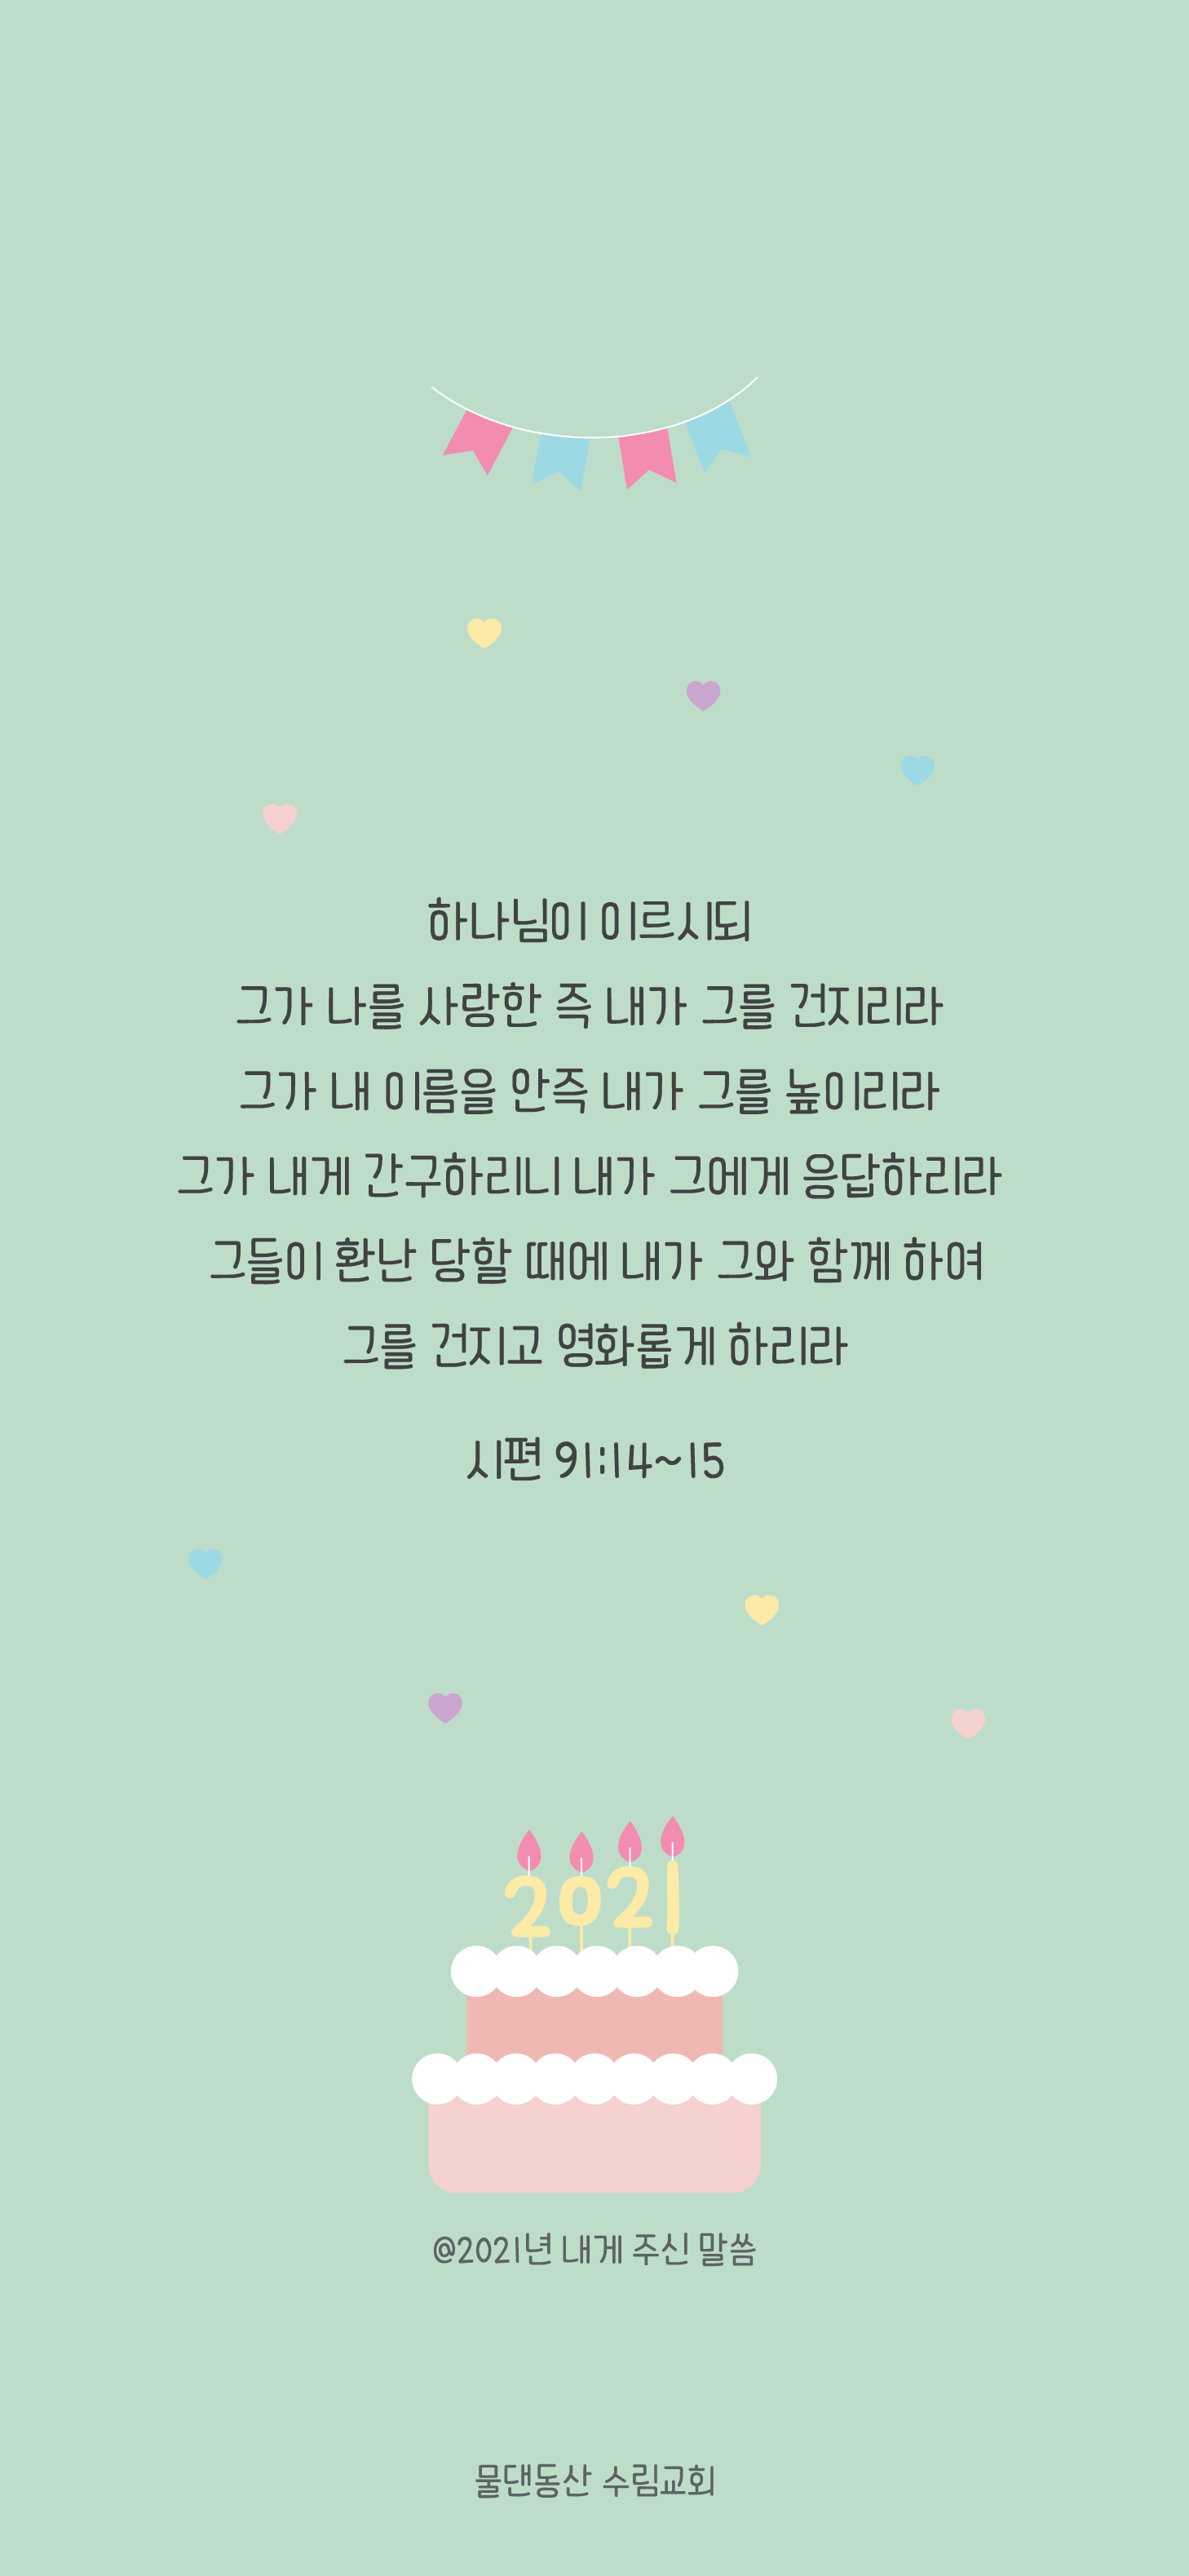 하나님이 이르시되
그가 나를 사랑한 즉 내가 그를 건지리라
그가 내 이름을 안즉 내가 그를 높이리라
그가 내게 간구하리니 내가 그에게 응답하리라
그들이 환난 당할 때에 내가 그와 함께 하여
그를 건지고 영화롭게 하리라
시편 91:14~15
2021
@2021년 내게 주신 말씀
물댄동산 수림교회